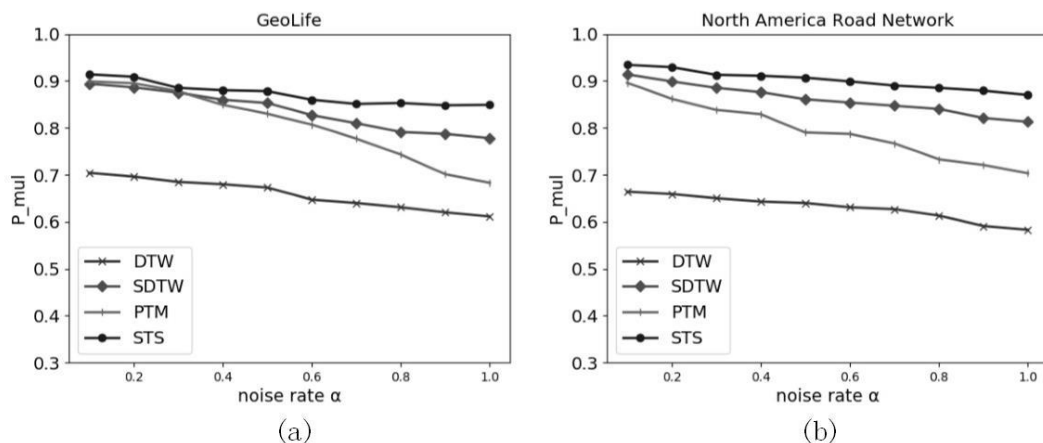 GeoLife
1.0
0.9
0.8
0.7
0.6
0.5
0.4
0.3
P_mul
DTW
SDTW
PTM
STS
0.2
0.4
0.6
0.8
1.0
noise rate α
(a)
North America Road Network
1.0
0.9
0.8
0.7
0.6
0.5
0.4
0.3
P_mul
DTW
SDTW
PTM
STS
0.2
0.4
0.6
0.8
1.0
noise rate α
(b)